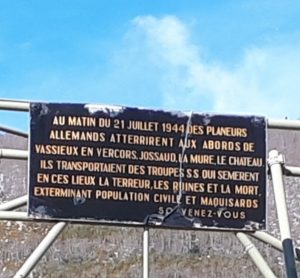 AU MATIN DU 21 JUILLET 1944 DES PLANEURS
ALLEMANDS ATTERRIRENT AUX ABORDS DE
VASSIEUX EN VERCORS. JOSSAUD, LA MURE, LE CHATEAU
ILS TRANSPORTAIENT DES TROUPES S S QUI SEMERENT
EN CES LIEUX LA TERREUR, LES RUINES ET LA MORT.
EXTERMINANT POPULATION CIVILE ET MAQUISARDS
SOUVENEZ-VOUS